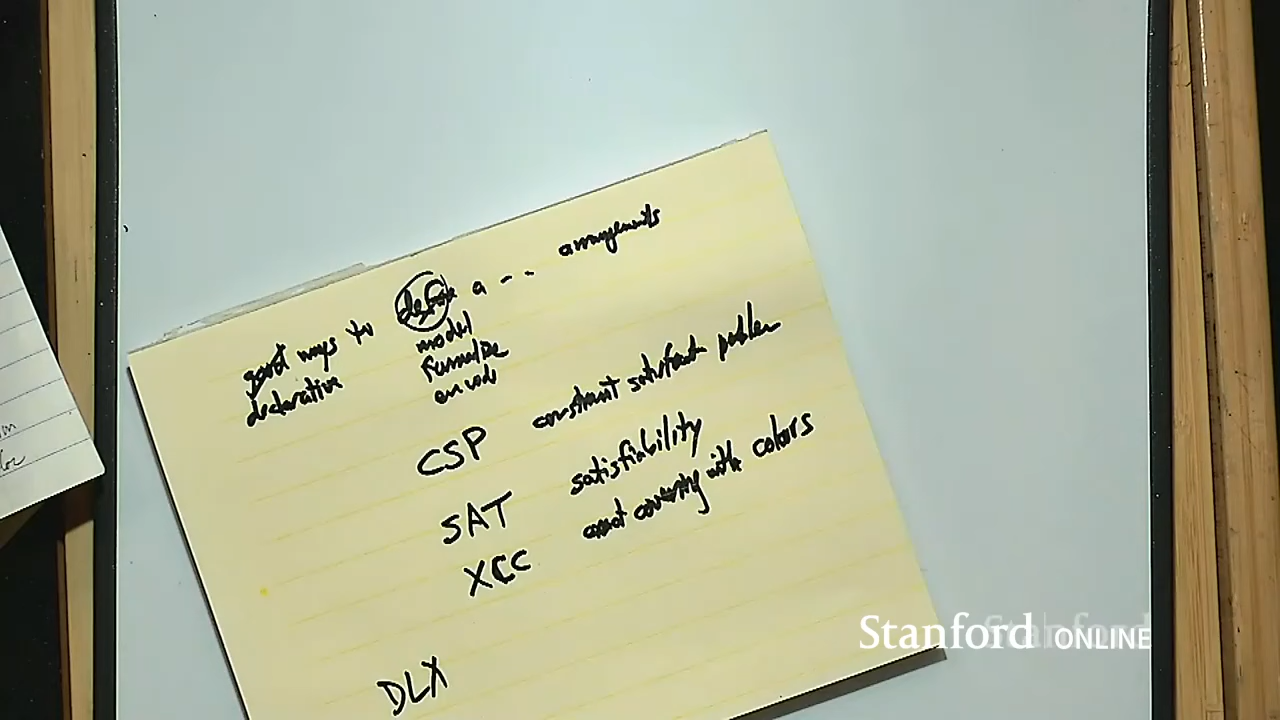 good ways to define a - - arrangements
declarative model
formalize
encode
CSP constraint satisfaction problem
SAT satisfiability
XCC exact covering with colors
DLX
Stanford ONLINE